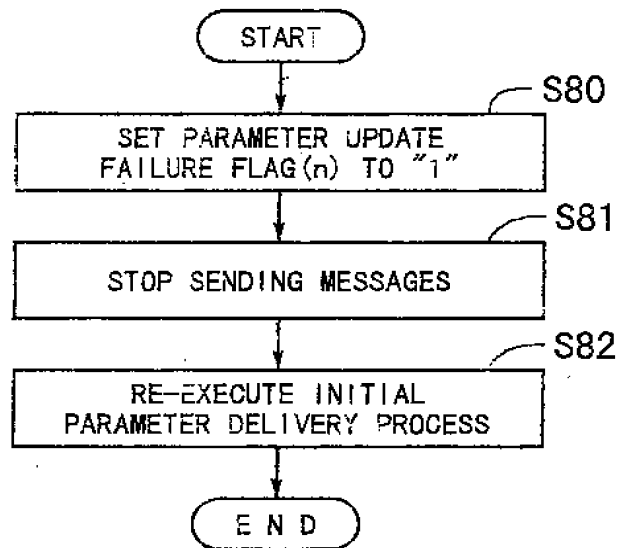 START
S80
SET PARAMETER UPDATE
FAILURE FLAG(n) TO "1"
S81
STOP SENDING MESSAGES
S82
RE-EXECUTE INITIAL
PARAMETER DELIVERY PROCESS
E N D